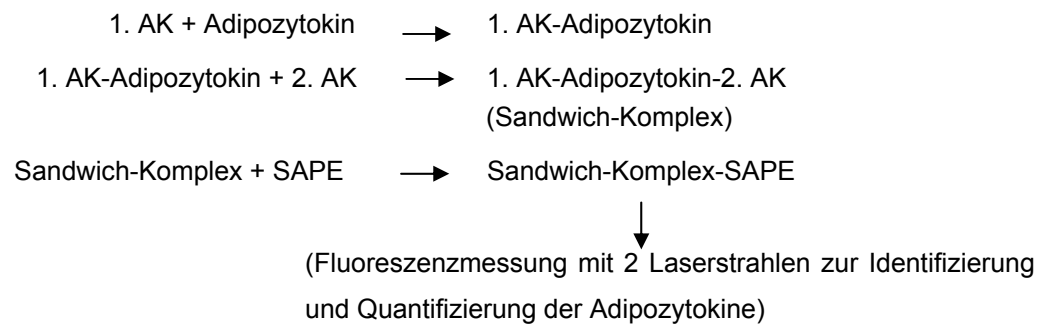 1. AK + Adipozytokin → 1. AK-Adipozytokin
1. AK-Adipozytokin + 2. AK → 1. AK-Adipozytokin-2. AK
(Sandwich-Komplex)
Sandwich-Komplex + SAPE → Sandwich-Komplex-SAPE
(Fluoreszenzmessung mit 2 Laserstrahlen zur Identifizierung
und Quantifizierung der Adipozytokine)